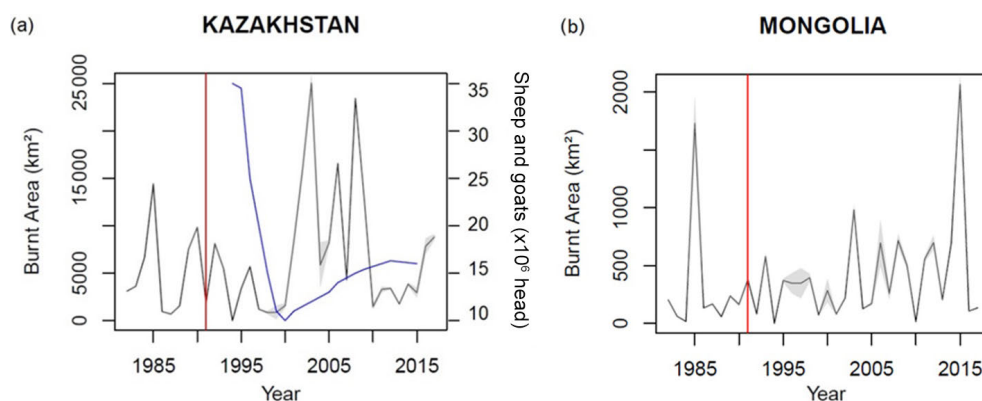 (a) KAZAKHSTAN
Burnt Area (km²)
25000
15000
5000
0
35
30
25
20
15
10
Sheep and goats (x10⁶ head)
1985 1995 2005 2015
Year
(b) MONGOLIA
Burnt Area (km²)
2000
1000
500
0
1985 1995 2005 2015
Year